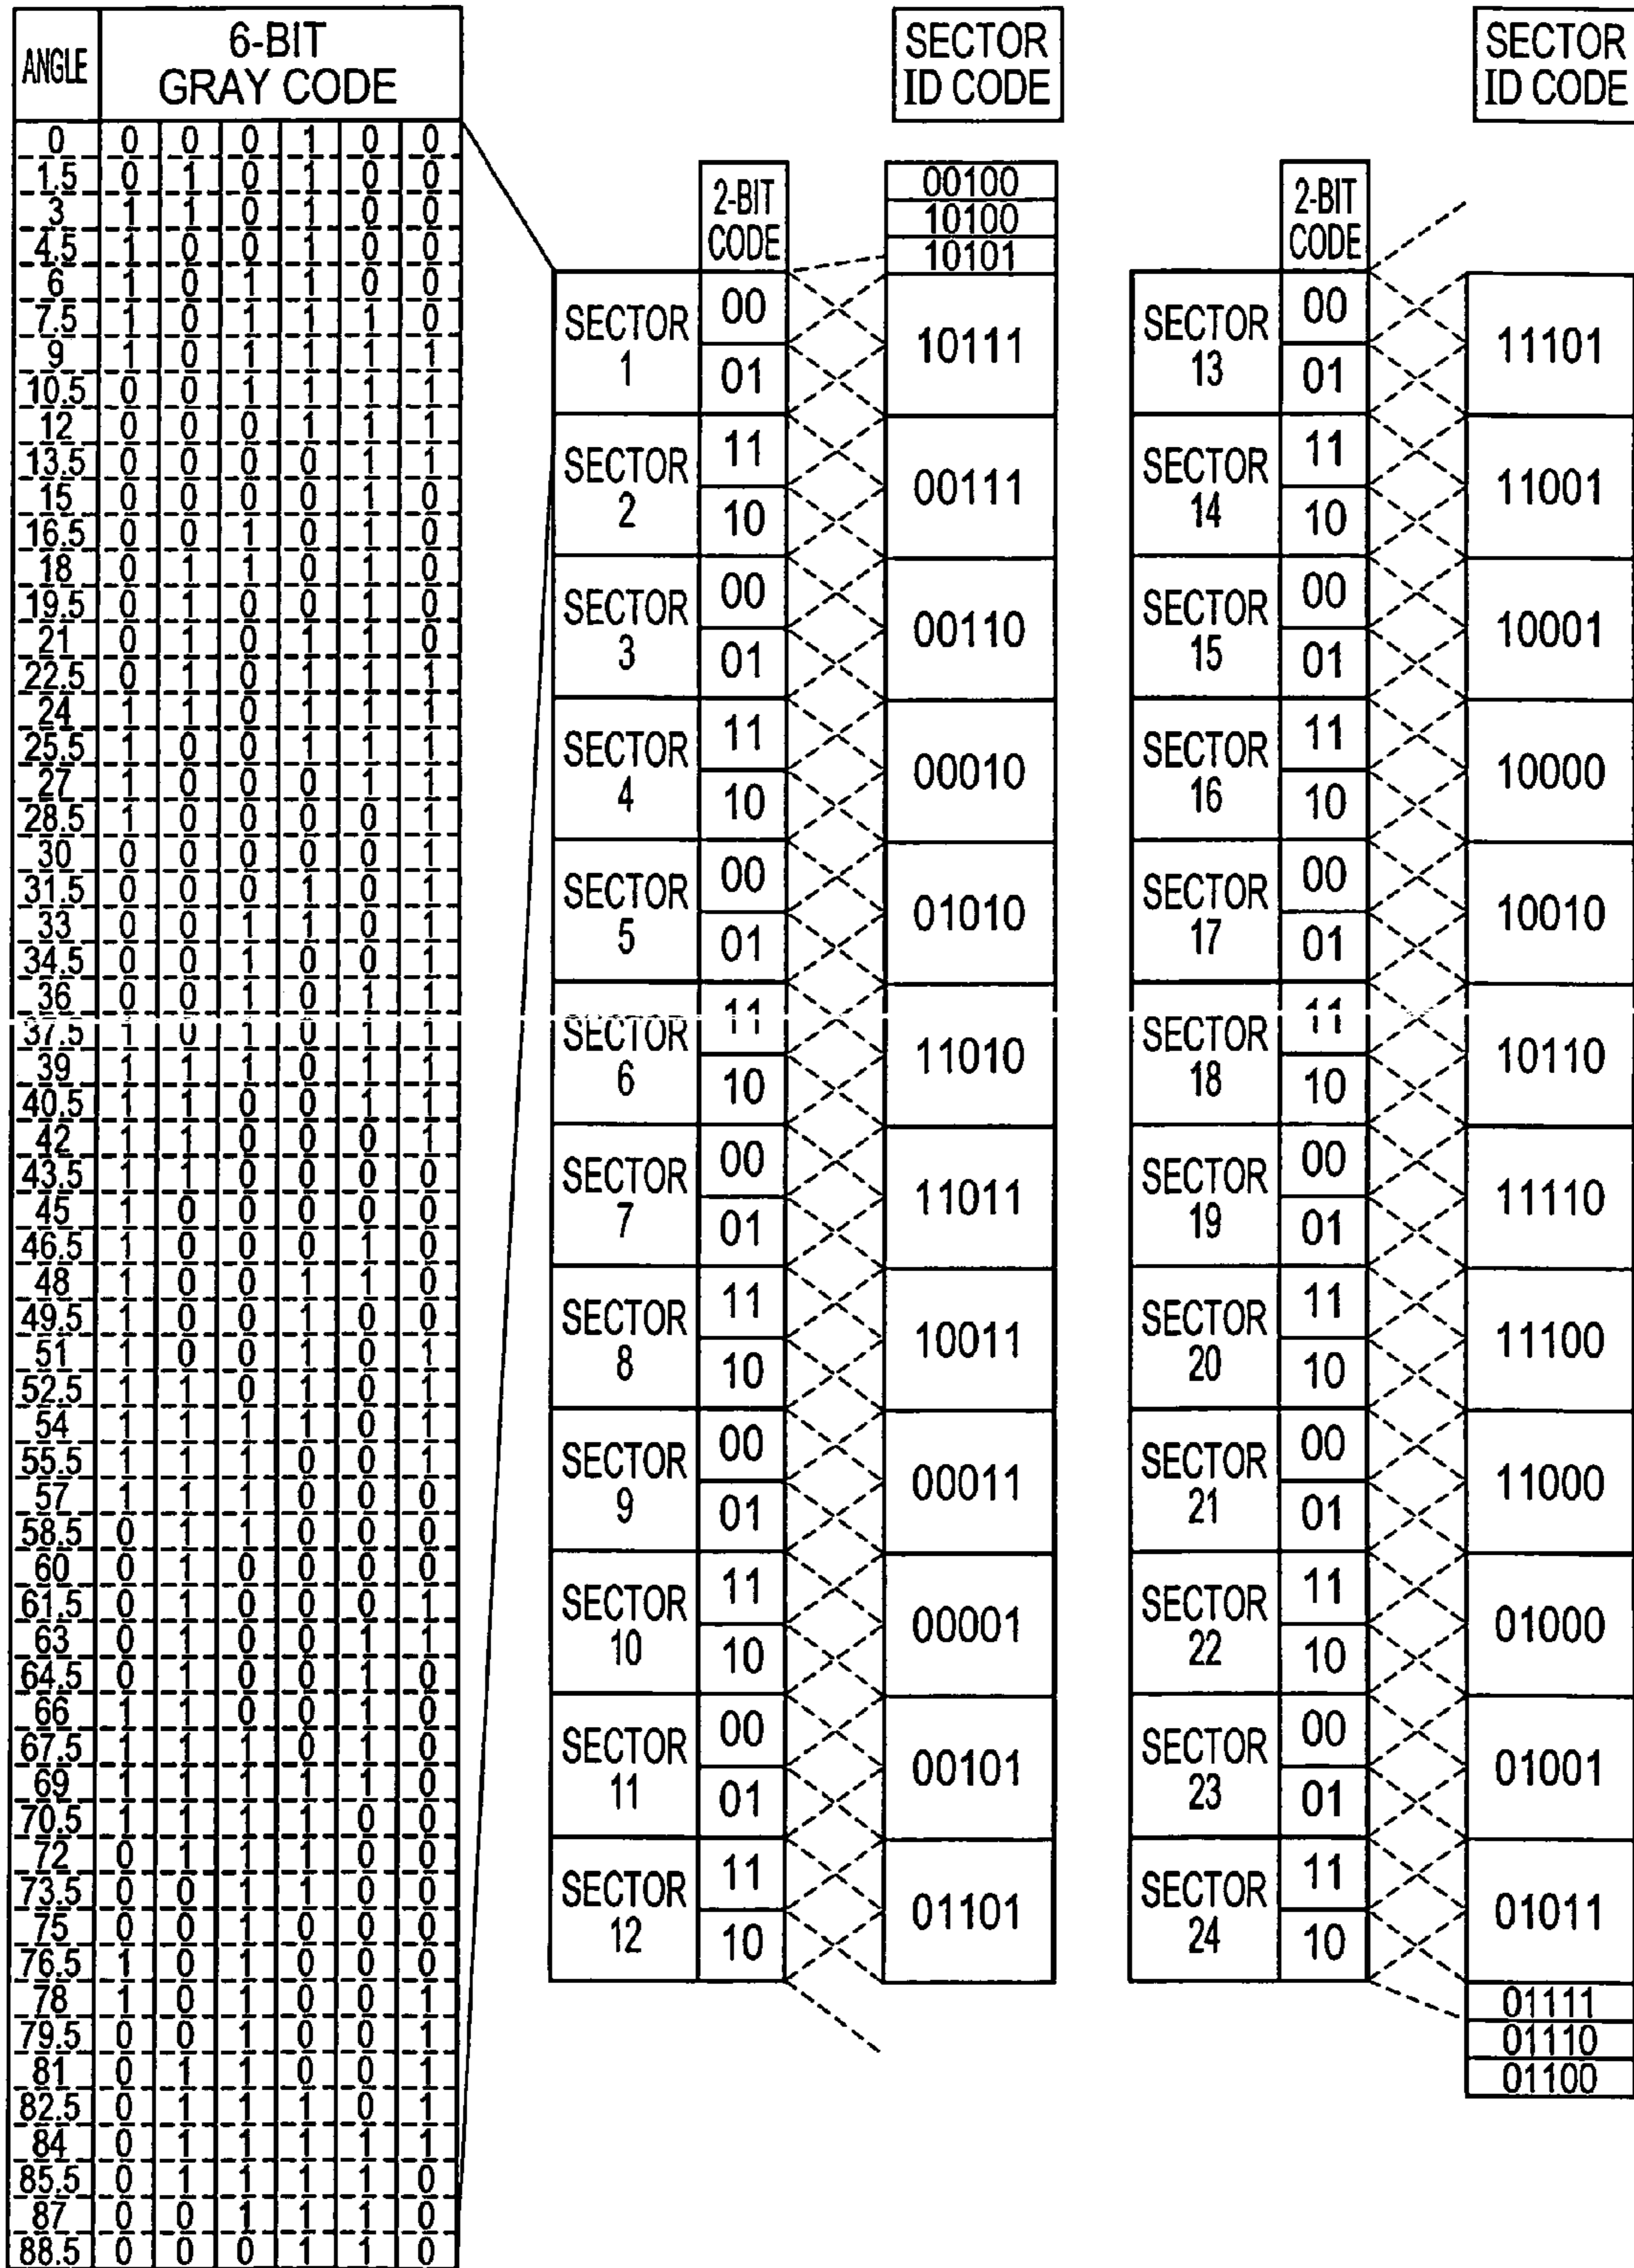 ANGLE 6-BIT GRAY CODE
0 0 0 0 1 0 0
1.5 0 1 0 1 0 0
3 1 1 0 1 0 0
4.5 1 0 0 1 0 0
6 1 0 1 1 0 0
7.5 1 0 1 1 1 0
9 1 0 1 1 1 1
10.5 0 0 1 1 1 1
12 0 0 0 1 1 1
13.5 0 0 0 0 1 1
15 0 0 0 0 1 0
16.5 0 0 1 0 1 0
18 0 1 1 0 1 0
19.5 0 1 0 0 1 0
21 0 1 0 1 1 0
22.5 0 1 0 1 1 1
24 1 1 0 1 1 1
25.5 1 0 0 1 1 1
27 1 0 0 0 1 1
28.5 1 0 0 0 0 1
30 0 0 0 0 0 1
31.5 0 0 0 1 0 1
33 0 0 1 1 0 1
34.5 0 0 1 0 0 1
36 0 0 1 0 1 1
37.5 1 0 1 0 1 1
39 1 1 1 0 1 1
40.5 1 1 0 0 1 1
42 1 1 0 0 0 1
43.5 1 1 0 0 0 0
45 1 0 0 0 0 0
46.5 1 0 0 0 1 0
48 1 0 0 1 1 0
49.5 1 0 0 1 0 0
51 1 0 0 1 0 1
52.5 1 1 0 1 0 1
54 1 1 1 1 0 1
55.5 1 1 1 0 0 1
57 1 1 1 0 0 0
58.5 0 1 1 0 0 0
60 0 1 0 0 0 0
61.5 0 1 0 0 0 1
63 0 1 0 0 1 1
64.5 0 1 0 0 1 0
66 1 1 0 0 1 0
67.5 1 1 1 0 1 0
69 1 1 1 1 1 0
70.5 1 1 1 1 0 0
72 0 1 1 1 0 0
73.5 0 0 1 1 0 0
75 0 0 1 0 0 0
76.5 1 0 1 0 0 0
78 1 0 1 0 0 1
79.5 0 0 1 0 0 1
81 0 1 1 0 0 1
82.5 0 1 1 1 0 1
84 0 1 1 1 1 1
85.5 0 1 1 1 1 0
87 0 0 1 1 1 0
88.5 0 0 0 1 1 0
SECTOR
ID CODE
2-BIT
CODE
00100
10100
10101
SECTOR 1 00 01 10111
SECTOR 2 11 10 00111
SECTOR 3 00 01 00110
SECTOR 4 11 10 00010
SECTOR 5 00 01 01010
SECTOR 6 11 10 11010
SECTOR 7 00 01 11011
SECTOR 8 11 10 10011
SECTOR 9 00 01 00011
SECTOR 10 11 10 00001
SECTOR 11 00 01 00101
SECTOR 12 11 10 01101
SECTOR
ID CODE
2-BIT
CODE
SECTOR 13 00 01 11101
SECTOR 14 11 10 11001
SECTOR 15 00 01 10001
SECTOR 16 11 10 10000
SECTOR 17 00 01 10010
SECTOR 18 11 10 10110
SECTOR 19 00 01 11110
SECTOR 20 11 10 11100
SECTOR 21 00 01 11000
SECTOR 22 11 10 01000
SECTOR 23 00 01 01001
SECTOR 24 11 10 01011
01111
01110
01100